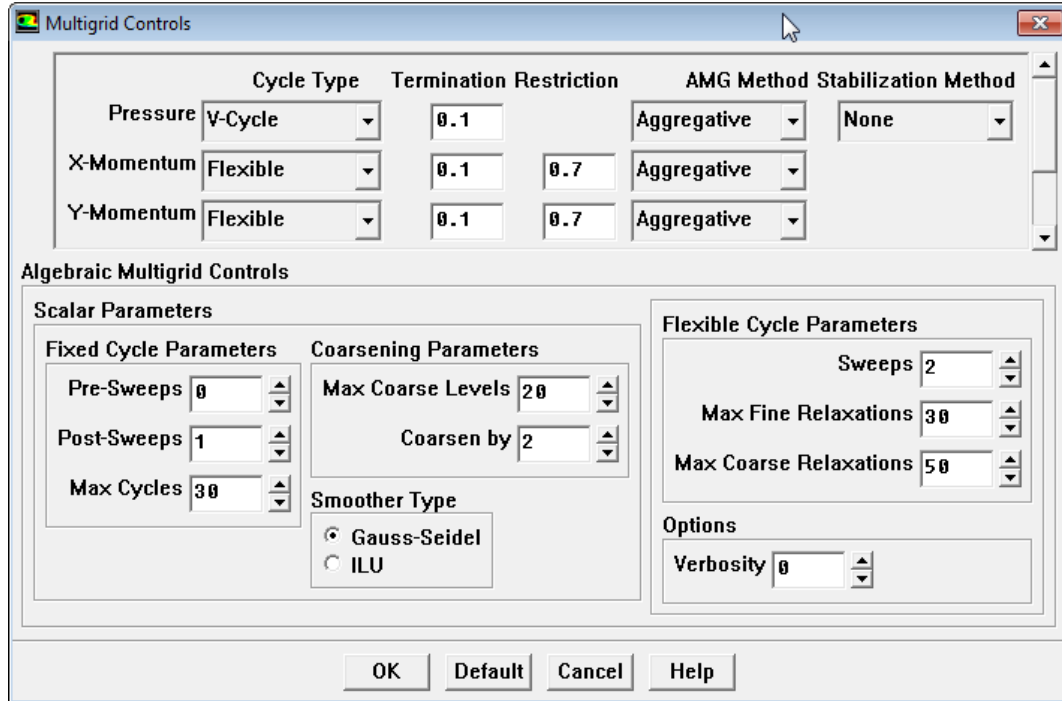 Multigrid Controls
Cycle Type Termination Restriction AMG Method Stabilization Method
Pressure V-Cycle 0.1 Aggregative None
X-Momentum Flexible 0.1 0.7 Aggregative
Y-Momentum Flexible 0.1 0.7 Aggregative
Algebraic Multigrid Controls
Scalar Parameters
Fixed Cycle Parameters
Pre-Sweeps 0
Post-Sweeps 1
Max Cycles 30
Coarsening Parameters
Max Coarse Levels 20
Coarsen by 2
Smoother Type
Gauss-Seidel
ILU
Flexible Cycle Parameters
Sweeps 2
Max Fine Relaxations 30
Max Coarse Relaxations 50
Options
Verbosity 0
OK Default Cancel Help